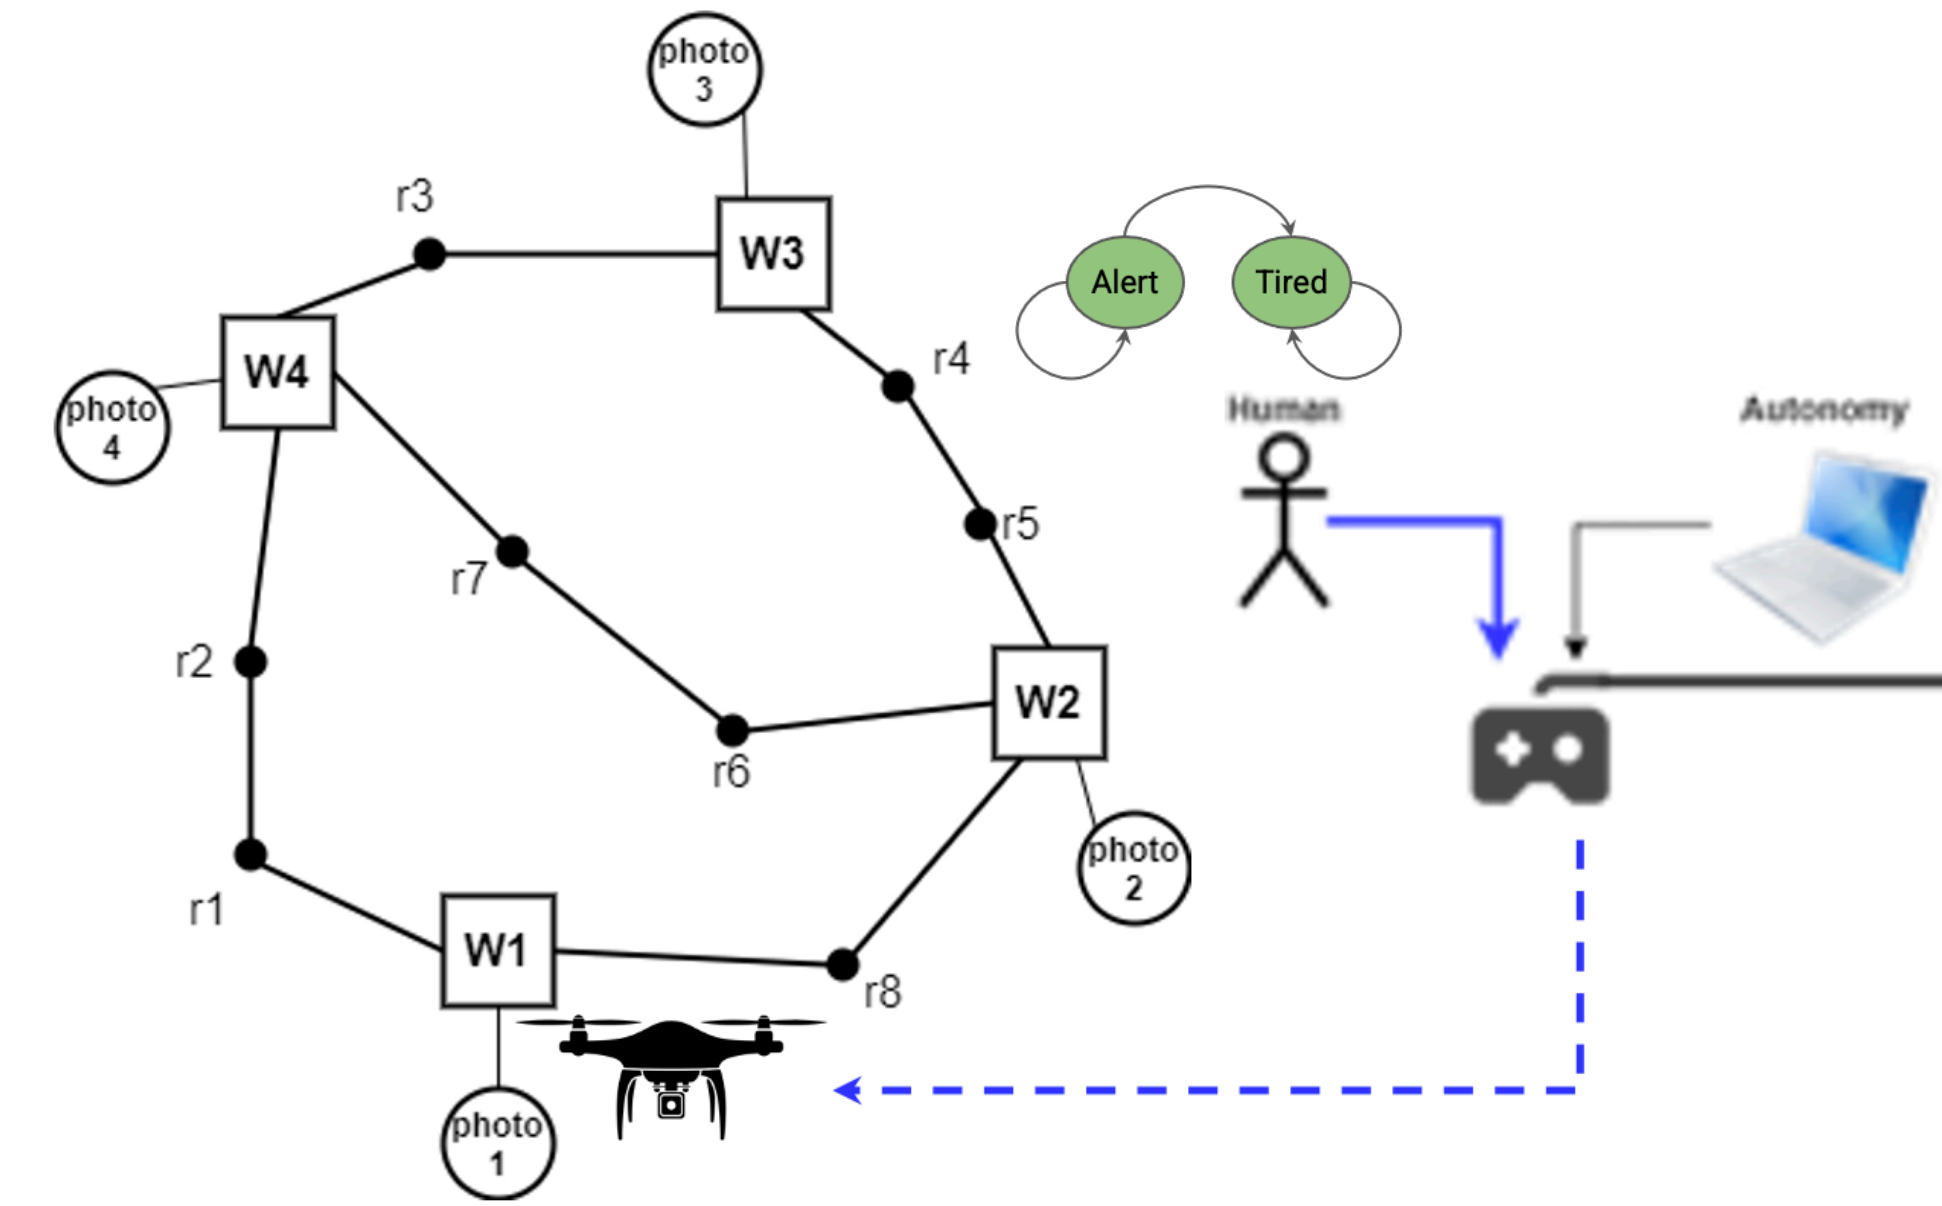 photo
3
r3
W3
Alert
Tired
r4
W4
Human
Autonomy
photo
4
r5
r7
r2
W2
r6
photo
2
r1
W1
r8
photo
1